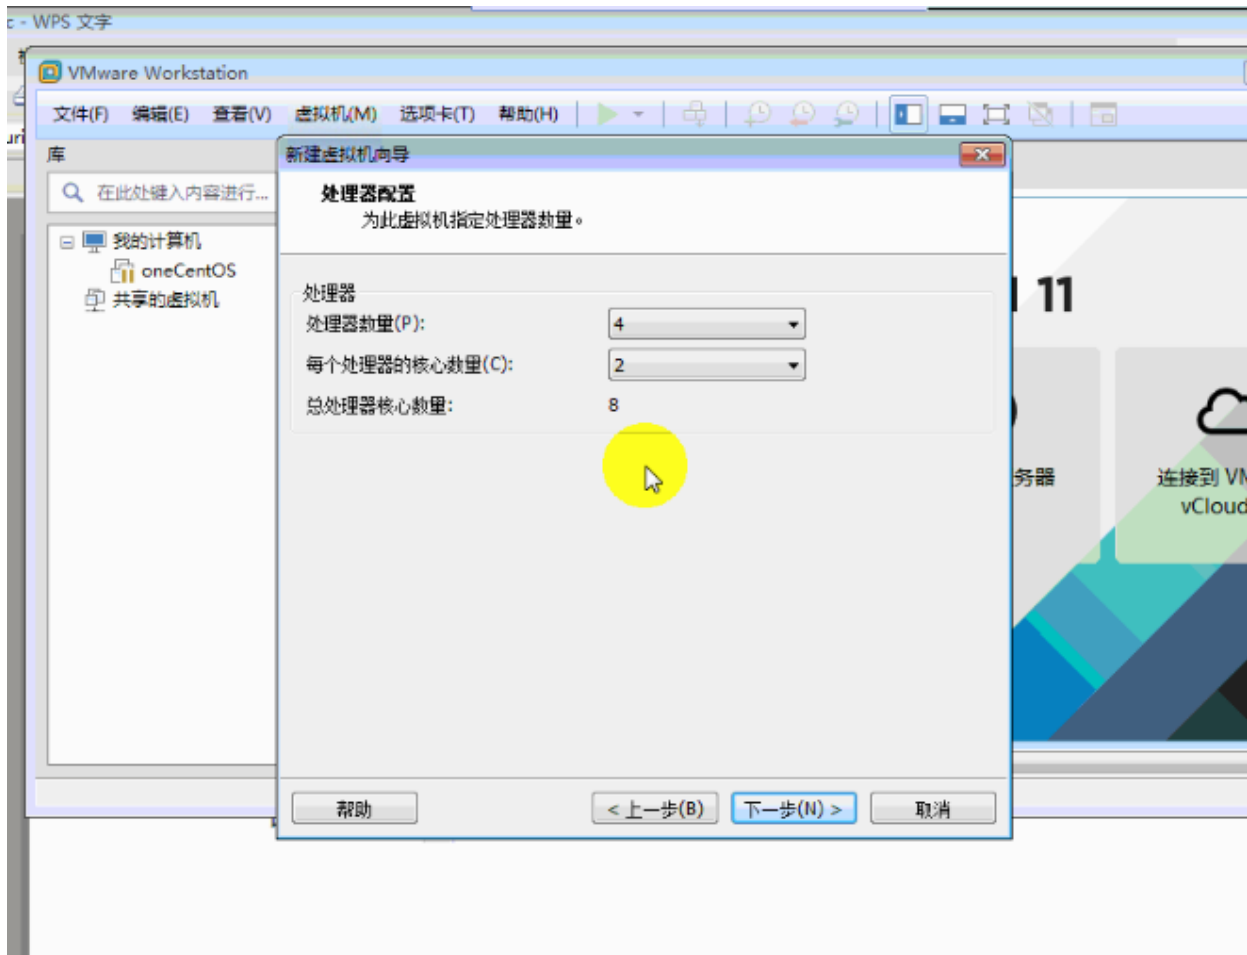 c - WPS 文字
VMware Workstation
文件(F) 编辑(E) 查看(V) 虚拟机(M) 选项卡(T) 帮助(H)
uri
库
在此处键入内容进行...
我的计算机
oneCentOS
共享的虚拟机
新建虚拟机向导
处理器配置
为此虚拟机指定处理器数量。
处理器
处理器数量(P): 4
每个处理器的核心数量(C): 2
总处理器核心数量: 8
帮助 < 上一步(B) 下一步(N) > 取消
11
务器
连接到 VM
vCloud